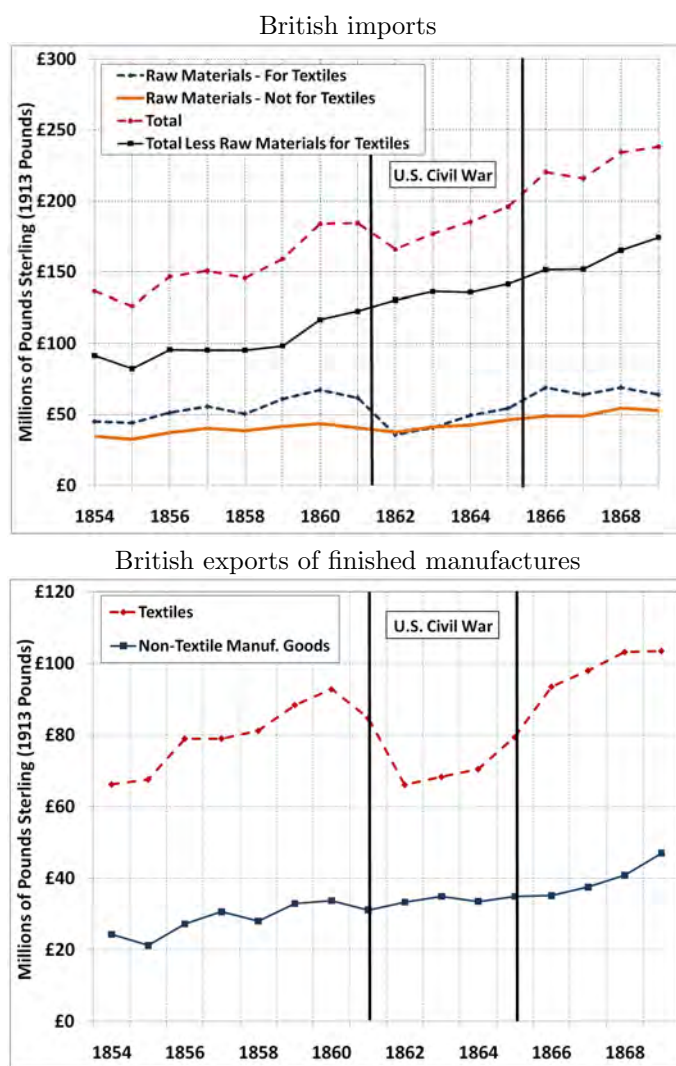 British imports
£300
Raw Materials - For Textiles
Raw Materials - Not for Textiles
Total
Total Less Raw Materials for Textiles
£250
U.S. Civil War
£200
£150
£100
£50
£0
Millions of Pounds Sterling (1913 Pounds)
1854 1856 1858 1860 1862 1864 1866 1868
British exports of finished manufactures
£120
Textiles
Non-Textile Manuf. Goods
U.S. Civil War
£100
£80
£60
£40
£20
£0
Millions of Pounds Sterling (1913 Pounds)
1854 1856 1858 1860 1862 1864 1866 1868